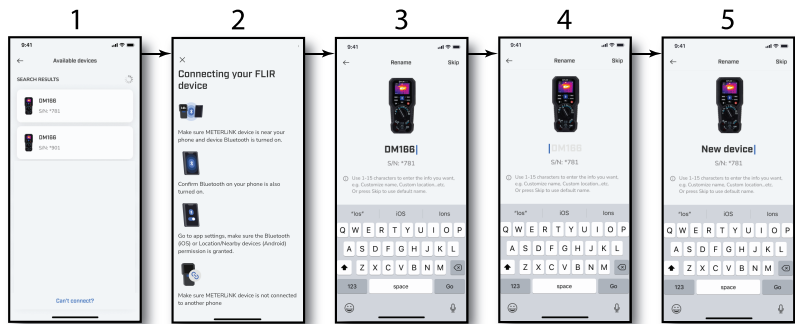 1
2
3
4
5
9:41
Available devices
SEARCH RESULTS
DM166
S/N: *781
DM166
S/N: *901
Can't connect?
Connecting your FLIR
device
Make sure METERLINK device is near your
phone and device Bluetooth is turned on.
Confirm Bluetooth on your phone is also
turned on.
Go to app settings, make sure the Bluetooth
(iOS) or Location/Nearby devices (Android)
permission is granted.
Make sure METERLINK device is not connected
to another phone
9:41
Rename
Skip
DM166
S/N: *781
Use 1-15 characters to enter the info you want.
e.g. Customize name, Custom location,..etc.
Or press Skip to use default name.
"Ios"
iOS
Ions
Q W E R T Y U I O P
A S D F G H J K L
Z X C V B N M
123
space
Go
9:41
Rename
Skip
DM166
S/N: *781
Use 1-15 characters to enter the info you want.
e.g. Customize name, Custom location,..etc.
Or press Skip to use default name.
"Ios"
iOS
Ions
Q W E R T Y U I O P
A S D F G H J K L
Z X C V B N M
123
space
Go
9:41
Rename
Skip
New device
S/N: *781
Use 1-15 characters to enter the info you want.
e.g. Customize name, Custom location,..etc.
Or press Skip to use default name.
"Ios"
iOS
Ions
Q W E R T Y U I O P
A S D F G H J K L
Z X C V B N M
123
space
Go